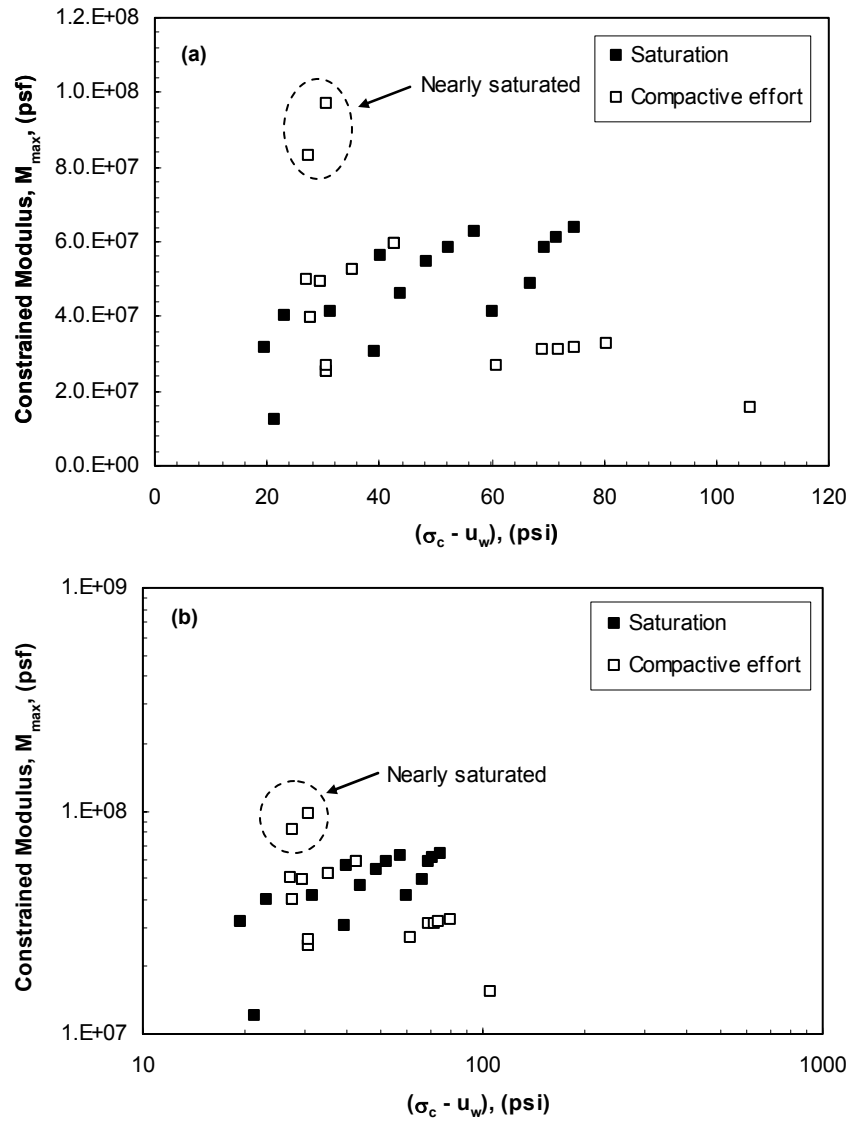 1.2.E+08
1.0.E+08
8.0.E+07
6.0.E+07
4.0.E+07
2.0.E+07
0.0.E+00
Constrained Modulus, Mmax, (psf)
(a)
Nearly saturated
Saturation
Compactive effort
0 20 40 60 80 100 120
(σc - uw), (psi)
1.E+09
1.E+08
1.E+07
Constrained Modulus, Mmax, (psf)
(b)
Saturation
Compactive effort
Nearly saturated
10 100 1000
(σc - uw), (psi)